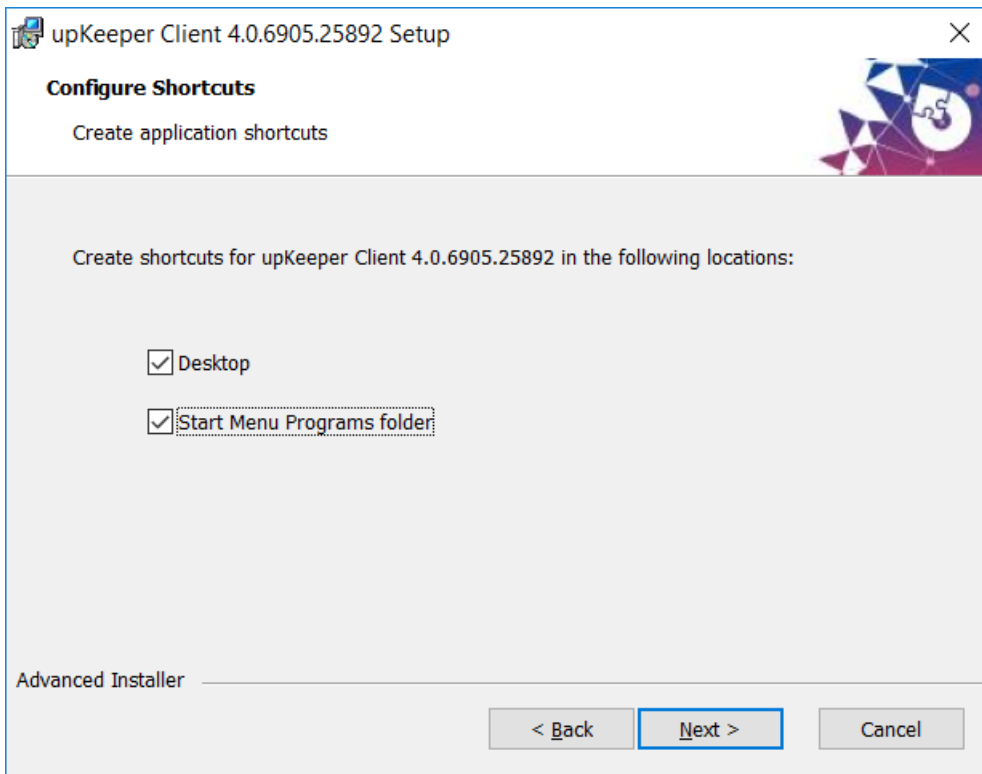 upKeeper Client 4.0.6905.25892 Setup
Configure Shortcuts
Create application shortcuts
Create shortcuts for upKeeper Client 4.0.6905.25892 in the following locations:
Desktop
Start Menu Programs folder
Advanced Installer
< Back
Next >
Cancel